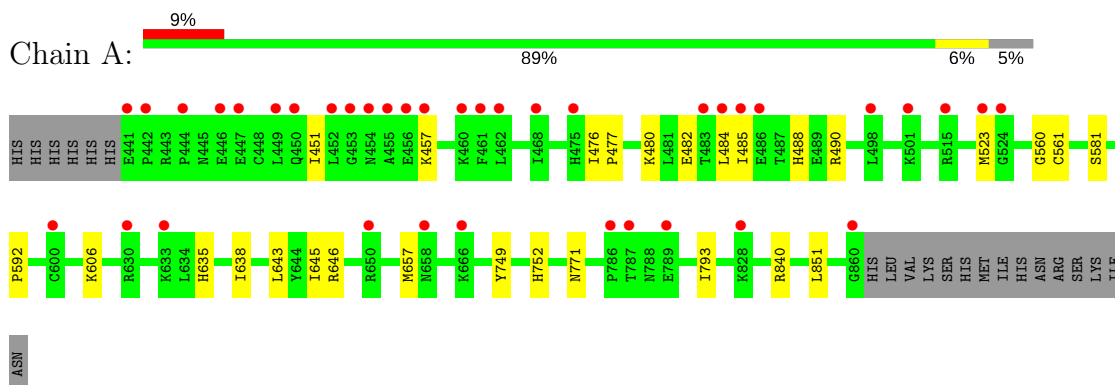 9%
Chain A:
89% 6% 5%
HIS HIS HIS HIS HIS HIS E441 P442 R443 P444 N445 E446 E447 C448 L449 Q450 I451 L452 G453 N454 A455 E456 K457 K460 F461 L462 I468 H475 I476 P477 K480 L481 E482 T483 L484 I485 E486 T487 H488 E489 R490 L498 K501 R515 M523 G524 G560 C561 S581
P592 C600 K606 R630 K633 L634 H635 I638 L643 Y644 I645 R646 R650 M657 N658 K666 Y749 H752 N771 P786 T787 N788 E789 I793 K828 R840 L851 G860 HIS LEU VAL LYS SER HIS MET ILE HIS ASN ARG SER LYS ILE
ASN